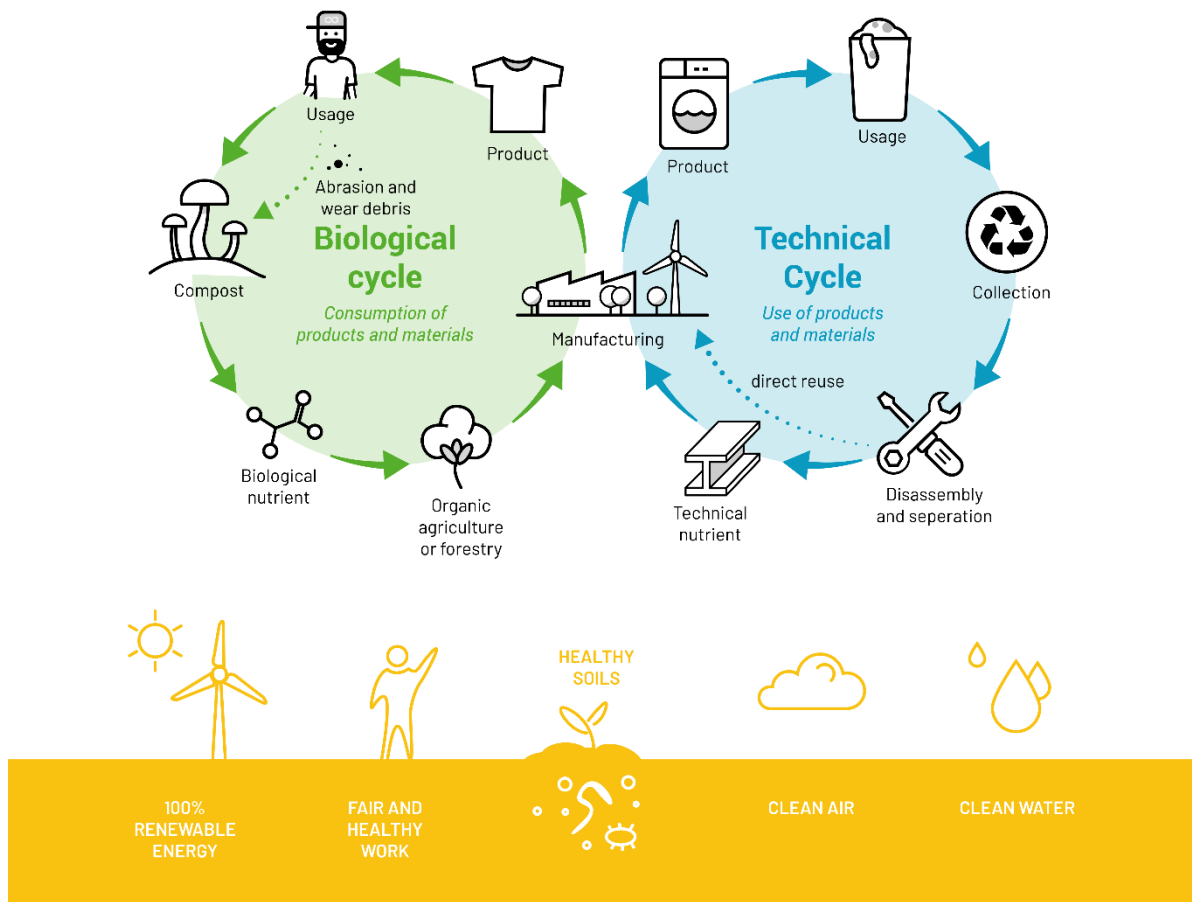 Usage
Abrasion and
wear debris
Product
Biological
cycle
Consumption of
products and materials
Compost
Biological
nutrient
Organic
agriculture
or forestry
Manufacturing
Product
Usage
Technical
Cycle
Use of products
and materials
Collection
direct reuse
Disassembly
and seperation
Technical
nutrient
HEALTHY
SOILS
100%
RENEWABLE
ENERGY
FAIR AND
HEALTHY
WORK
CLEAN AIR
CLEAN WATER